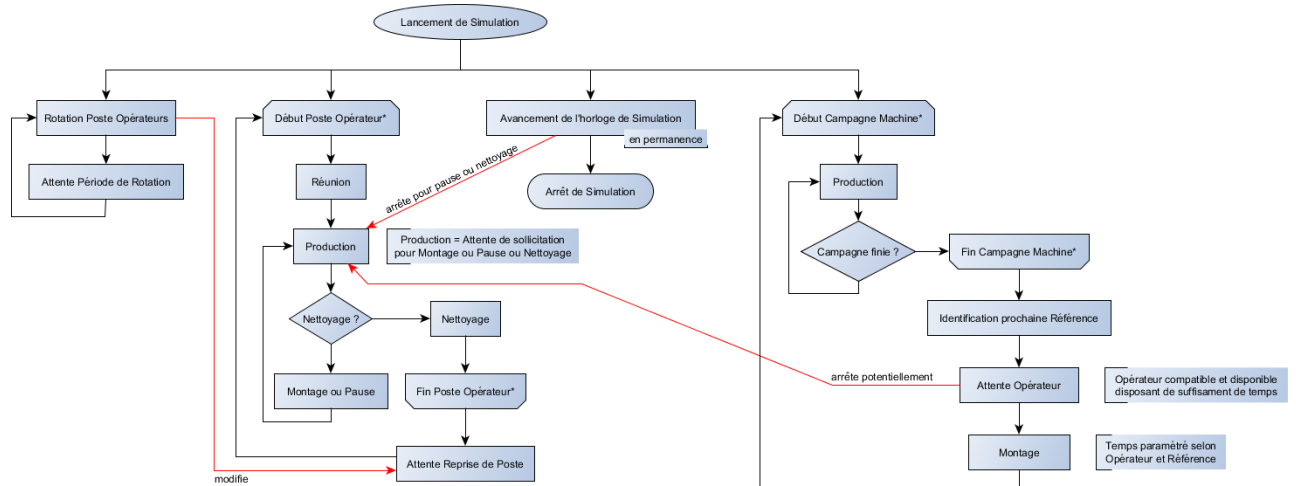 Lancement de Simulation
Rotation Poste Opérateurs
Début Poste Opérateur*
Avancement de l'horloge de Simulation
en permanence
Début Campagne Machine*
Attente Période de Rotation
Réunion
arrête pour pause ou nettoyage
Arrêt de Simulation
Production
Production
Production = Attente de sollicitation
pour Montage ou Pause ou Nettoyage
Campagne finie ?
Fin Campagne Machine*
Nettoyage ?
Nettoyage
Identification prochaine Référence
Montage ou Pause
Fin Poste Opérateur*
arrête potentiellement
Attente Opérateur
Opérateur compatible et disponible
disposant de suffisament de temps
Attente Reprise de Poste
modifie
Montage
Temps paramétré selon
Opérateur et Référence